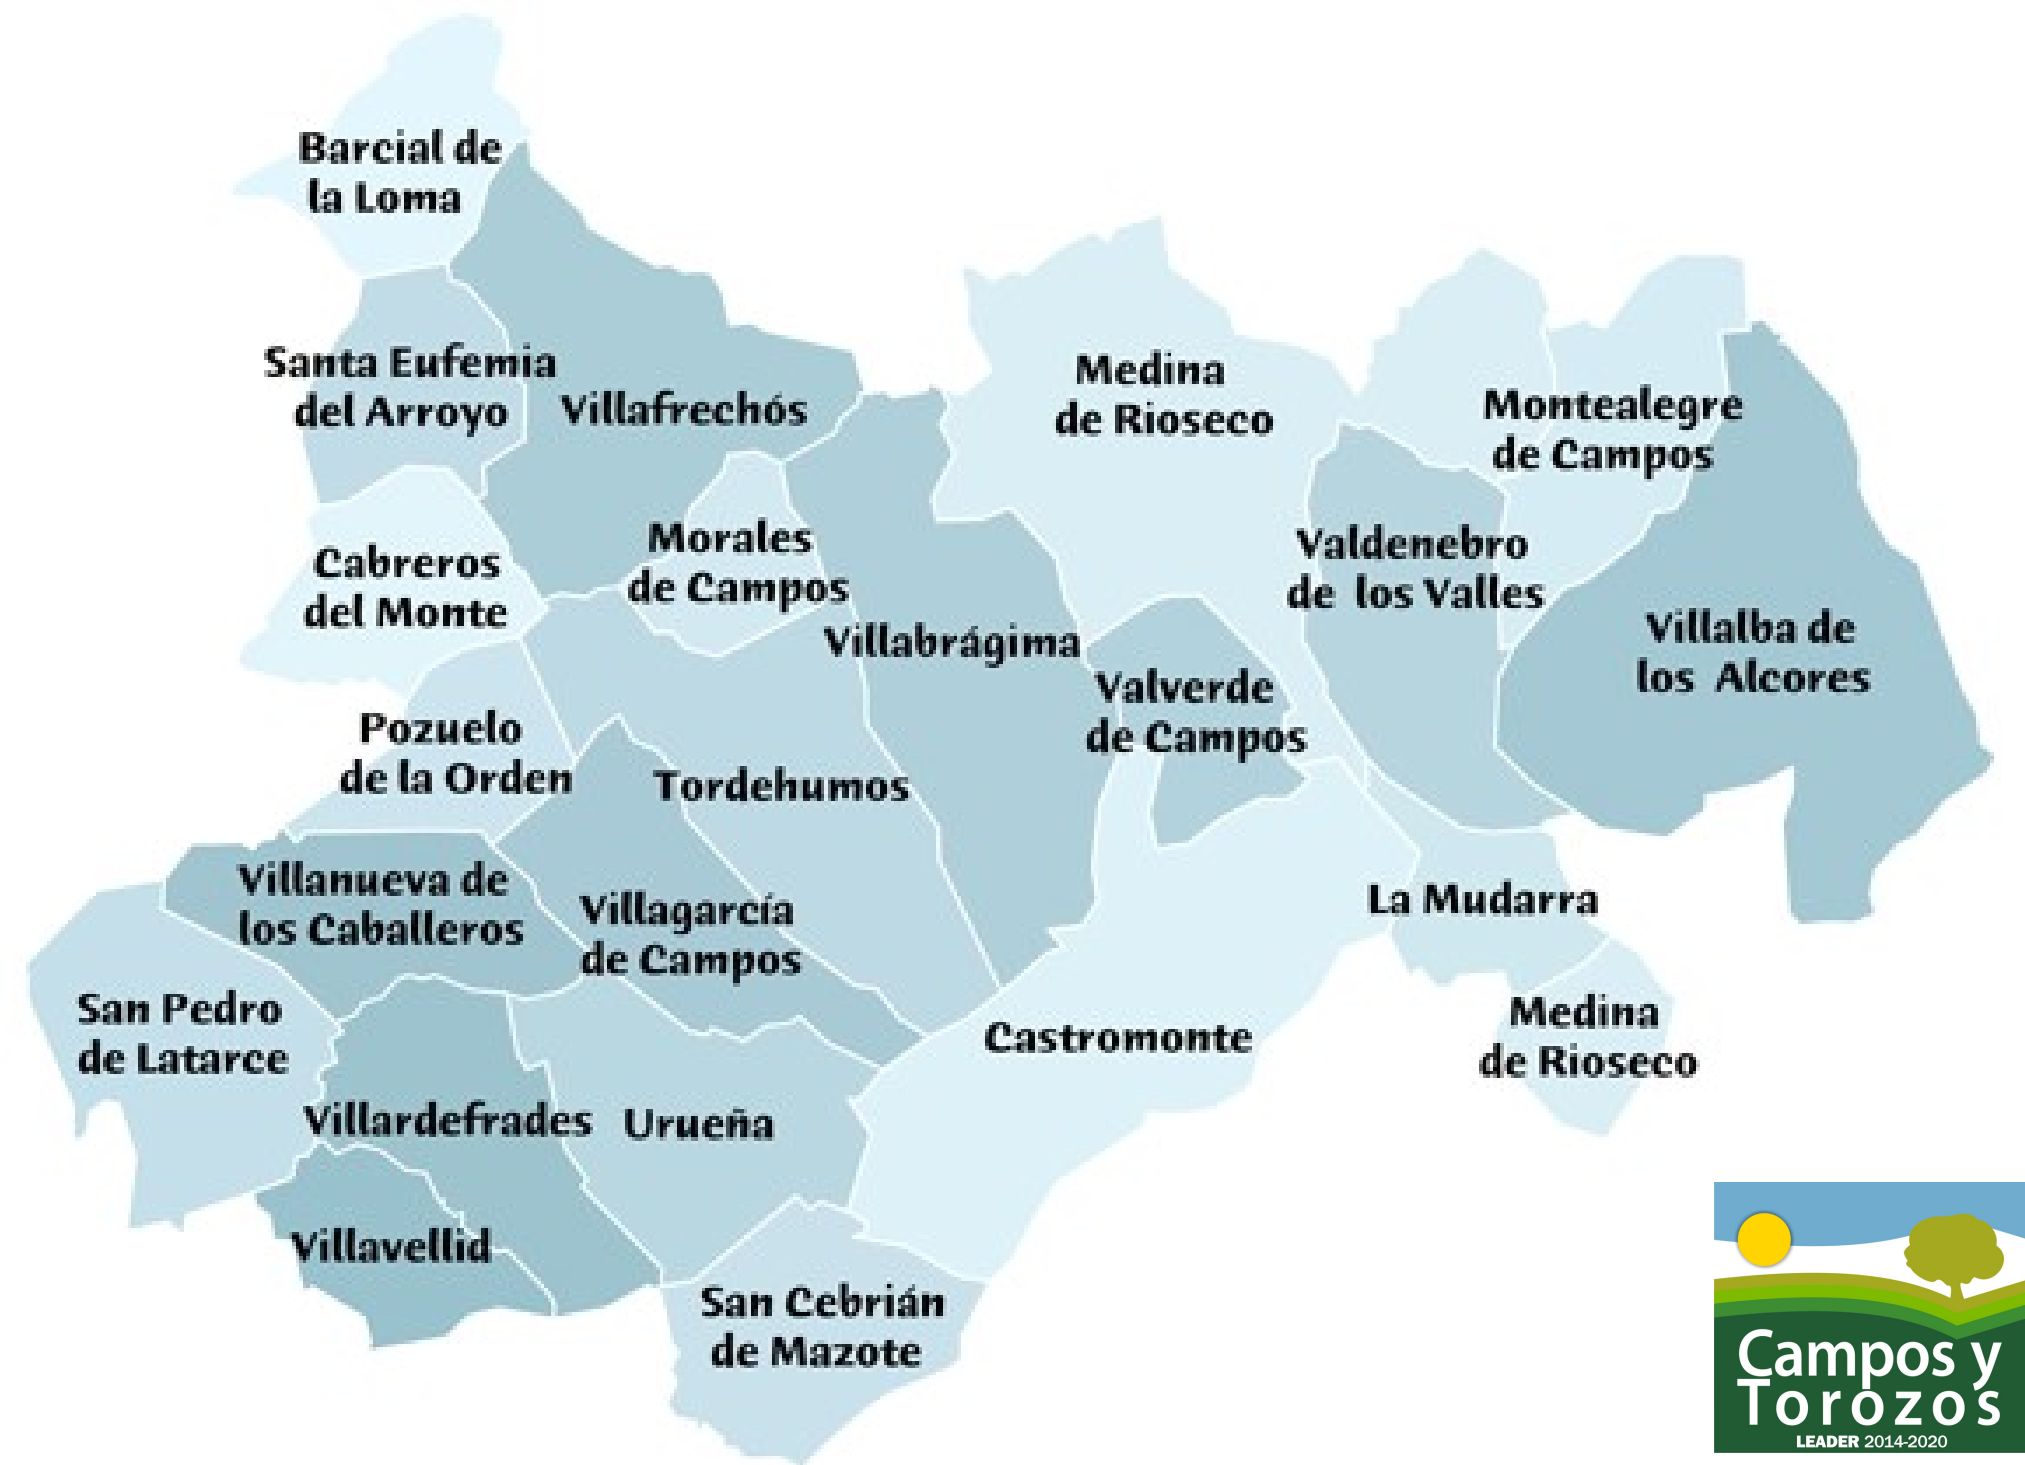 Barcial de
la Loma
Santa Eufemia
del Arroyo
Villafrechós
Medina
de Rioseco
Montealegre
de Campos
Cabreros
del Monte
Morales
de Campos
Villabrágima
Valdenebro
de los Valles
Villalba de
los Alcores
Valverde
de Campos
Pozuelo
de la Orden
Tordehumos
Villanueva de
los Caballeros
Villagarcía
de Campos
La Mudarra
San Pedro
de Latarce
Castromonte
Medina
de Rioseco
Villardefrades
Urueña
Villavellid
San Cebrián
de Mazote
Campos y
Torozos
LEADER 2014-2020